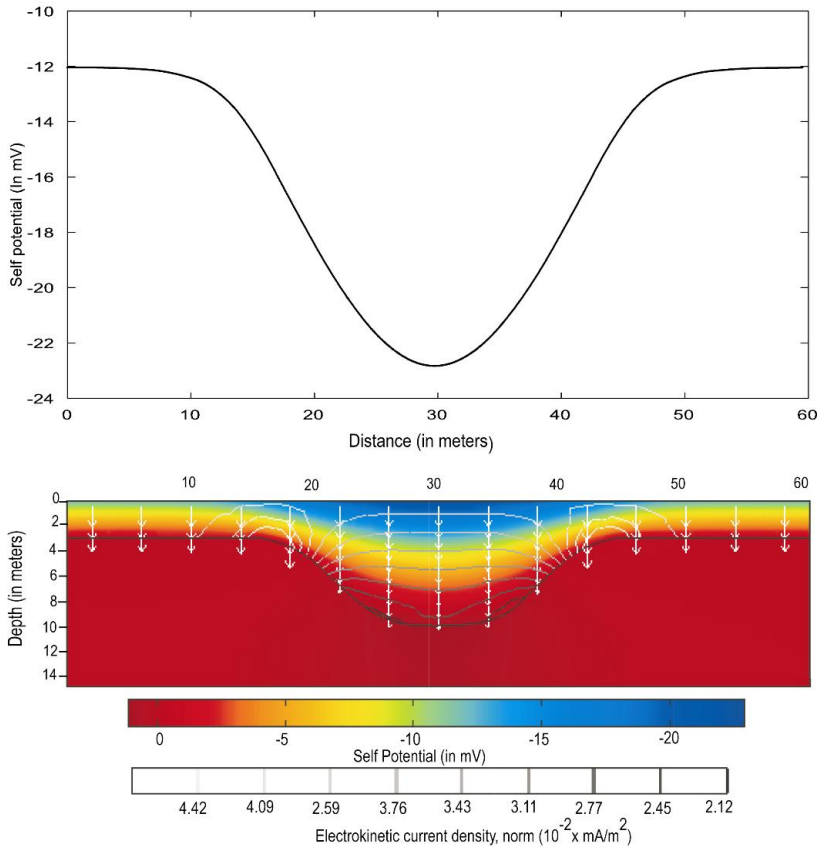 -10
-12
-14
-16
-18
-20
-22
-24
Self potential (In mV)
0 10 20 30 40 50 60
Distance (in meters)
10 20 30 40 50 60
0
2
4
6
8
10
12
14
Depth (in meters)
0 -5 -10 -15 -20
Self Potential (in mV)
4.42 4.09 2.59 3.76 3.43 3.11 2.77 2.45 2.12
Electrokinetic current density, norm (10⁻² x mA/m²)